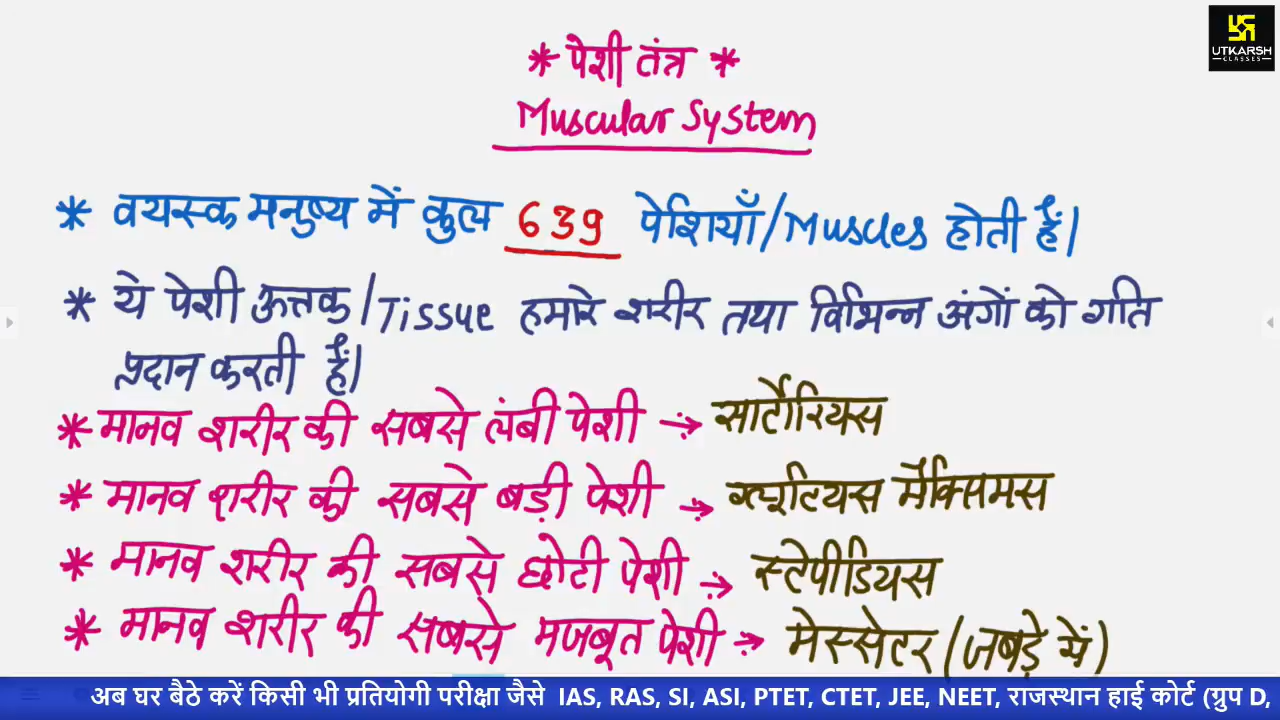 UTKARSH
CLASSES
* पेशी तंत्र *
Muscular System
* वयस्क मनुष्य में कुल 639 पेशियाँ/Muscles होती हैं।
* ये पेशी ऊत्तक/Tissue हमारे शरीर तथा विभिन्न अंगों को गति
प्रदान करती हैं।
* मानव शरीर की सबसे लंबी पेशी → सार्टोरियस
* मानव शरीर की सबसे बड़ी पेशी → ग्लूटियस मैक्सिमस
* मानव शरीर की सबसे छोटी पेशी → स्टेपीडियस
* मानव शरीर की सबसे मजबूत पेशी → मेस्सेटर (जबड़े में)
अब घर बैठे करें किसी भी प्रतियोगी परीक्षा जैसे IAS, RAS, SI, ASI, PTET, CTET, JEE, NEET, राजस्थान हाई कोर्ट (ग्रुप D,